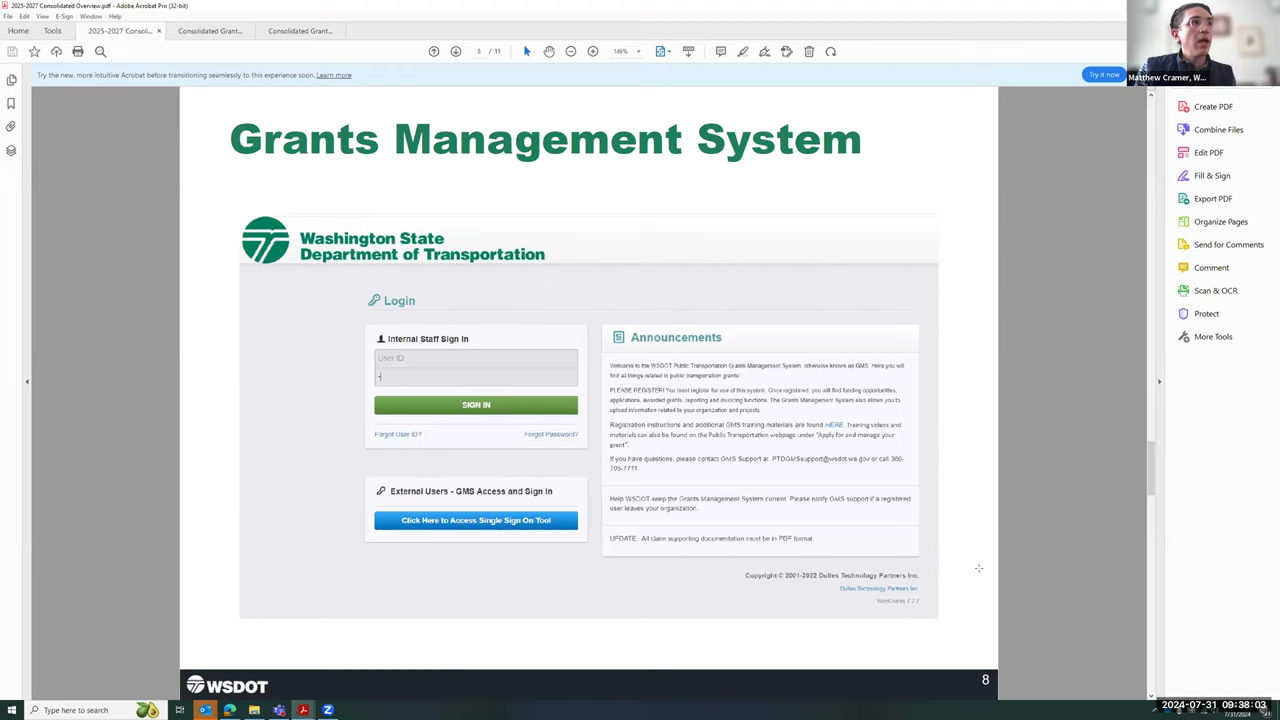 2025-2027 Consolidated Overview.pdf - Adobe Acrobat Pro (32-bit)
File Edit View E-Sign Window Help
Home Tools 2025-2027 Consoli... × Consolidated Grant... Consolidated Grant...
8 / 11 149%
Try the new, more intuitive Acrobat before transitioning seamlessly to this experience soon. Learn more
Try it now
Matthew Cramer, W...
Grants Management System
Washington State
Department of Transportation
Login
Internal Staff Sign In
User ID
SIGN IN
Forgot User ID? Forgot Password?
External Users - GMS Access and Sign In
Click Here to Access Single Sign On Tool
Announcements
Welcome to the WSDOT Public Transportation Grants Management System otherwise known as GMS Here you will
find all things related to public transportation grants!
PLEASE REGISTER! You must register for use of this system. Once registered, you will find funding opportunities,
applications, awarded grants, reporting and invoicing functions. The Grants Management System also allows you to
upload information related to your organization and projects.
Registration instructions and additional GMS training materials are found HERE. Training videos and
materials can also be found on the Public Transportation webpage under "Apply for and manage your
grant".
If you have questions, please contact GMS Support at PTDGMSsupport@wsdot.wa.gov or call 360-
705-7711.
Help WSDOT keep the Grants Management System current. Please notify GMS support if a registered
user leaves your organization.
UPDATE: All claim supporting documentation must be in PDF format.
Copyright © 2001-2022 Dulles Technology Partners Inc.
Dulles Technology Partners Inc.
WebGrants
WSDOT
8
Create PDF
Combine Files
Edit PDF
Fill & Sign
Export PDF
Organize Pages
Send for Comments
Comment
Scan & OCR
Protect
More Tools
Type here to search
2024-07-31 09:38:03
7/31/2024